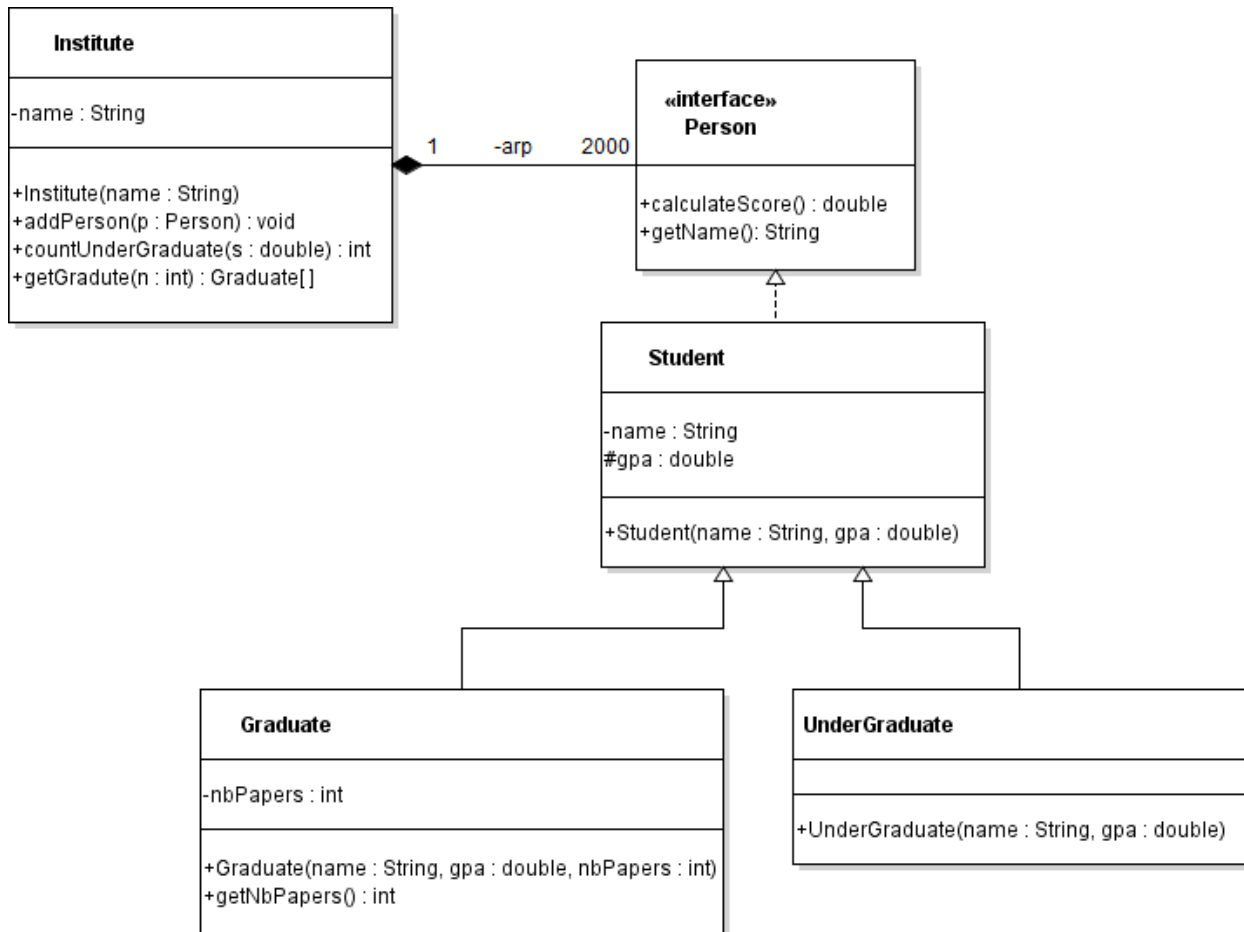 Institute
-name : String
+Institute(name : String)
+addPerson(p : Person) : void
+countUnderGraduate(s : double) : int
+getGradute(n : int) : Graduate[ ]
1 -arp 2000
«interface»
Person
+calculateScore() : double
+getName(): String
Student
-name : String
#gpa : double
+Student(name : String, gpa : double)
Graduate
-nbPapers : int
+Graduate(name : String, gpa : double, nbPapers : int)
+getNbPapers() : int
UnderGraduate
+UnderGraduate(name : String, gpa : double)